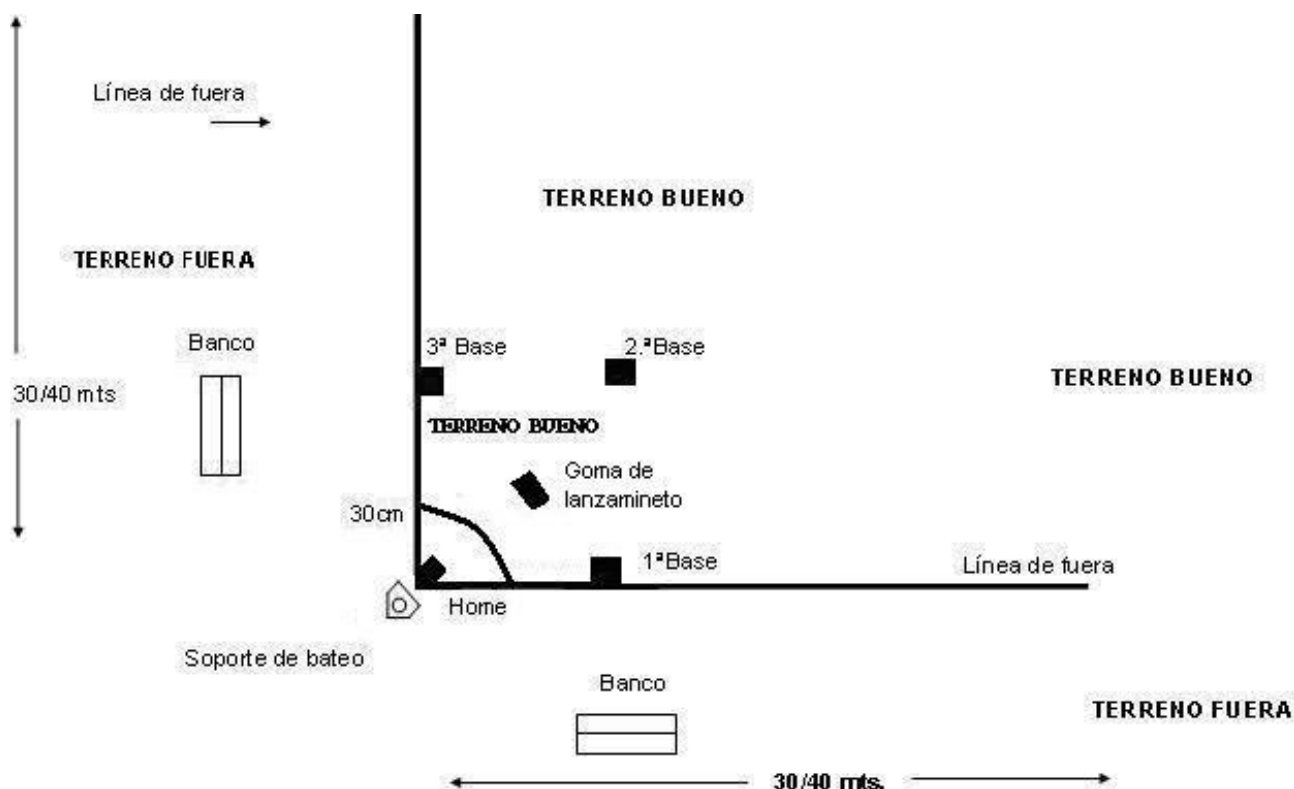 Línea de fuera
TERRENO BUENO
TERRENO FUERA
Banco
3ª Base
2.ªBase
TERRENO BUENO
30/40 mts
TERRENO BUENO
Goma de
lanzamineto
30cm
1ªBase
Línea de fuera
Home
Soporte de bateo
Banco
TERRENO FUERA
30/40 mts.